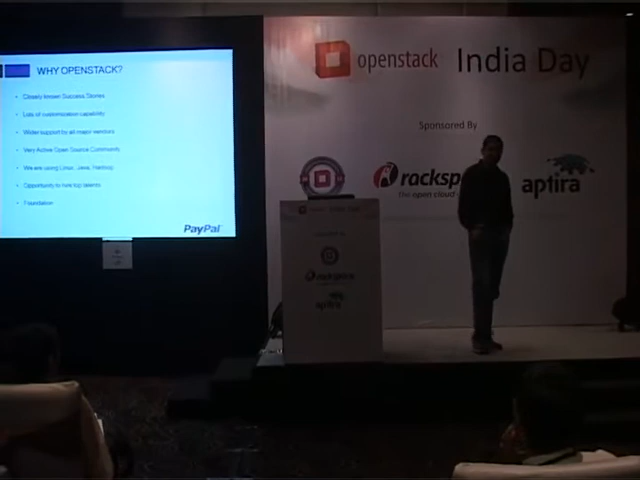 WHY OPENSTACK?
• Closely known Success Stories
• Lots of customization capability
• Wider support by all major vendors
• Very Active Open Source Community
• We are using Linux, Java, Hadoop
• Opportunity to hire top talents
• Foundation
PayPal
openstack India Day
Sponsored By
racksp
the open cloud
aptira
rackspace
aptira